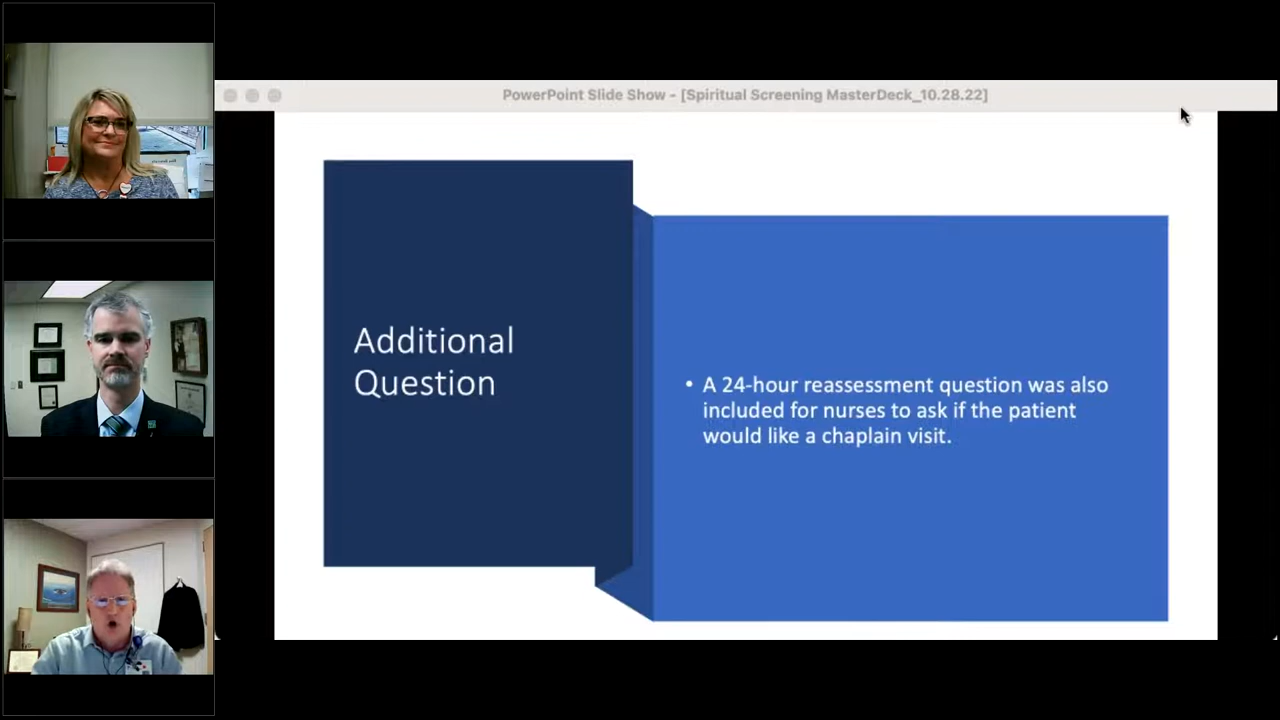 PowerPoint Slide Show - [Spiritual Screening MasterDeck_10.28.22]
Additional
Question
• A 24-hour reassessment question was also
included for nurses to ask if the patient
would like a chaplain visit.